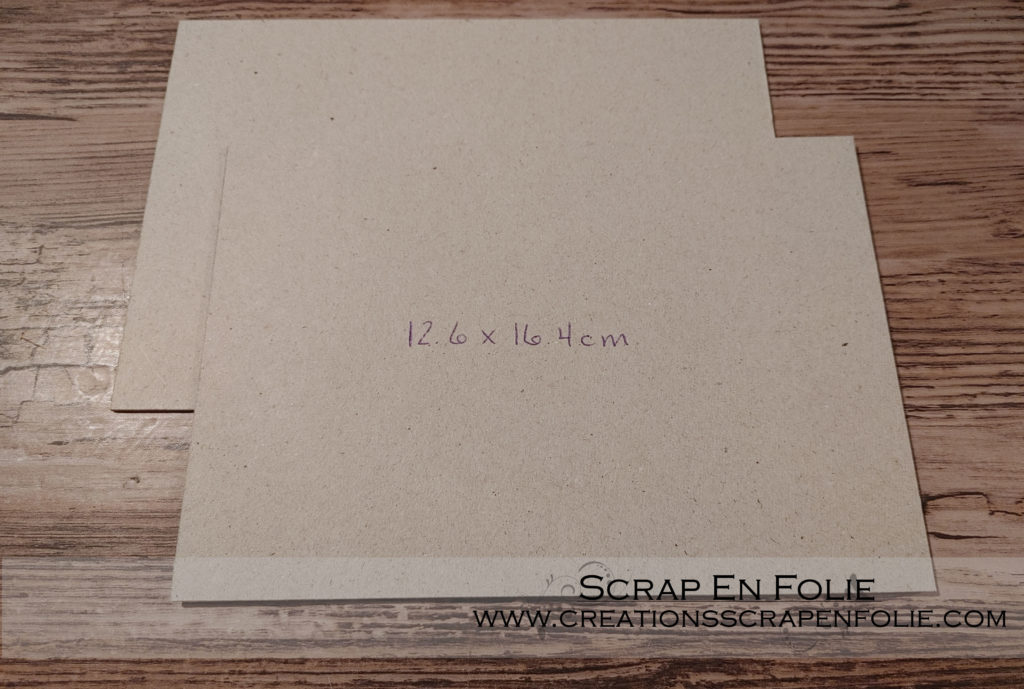 12.6 x 16.4cm
SCRAP EN FOLIE
WWW.CREATIONSSCRAPENFOLIE.COM